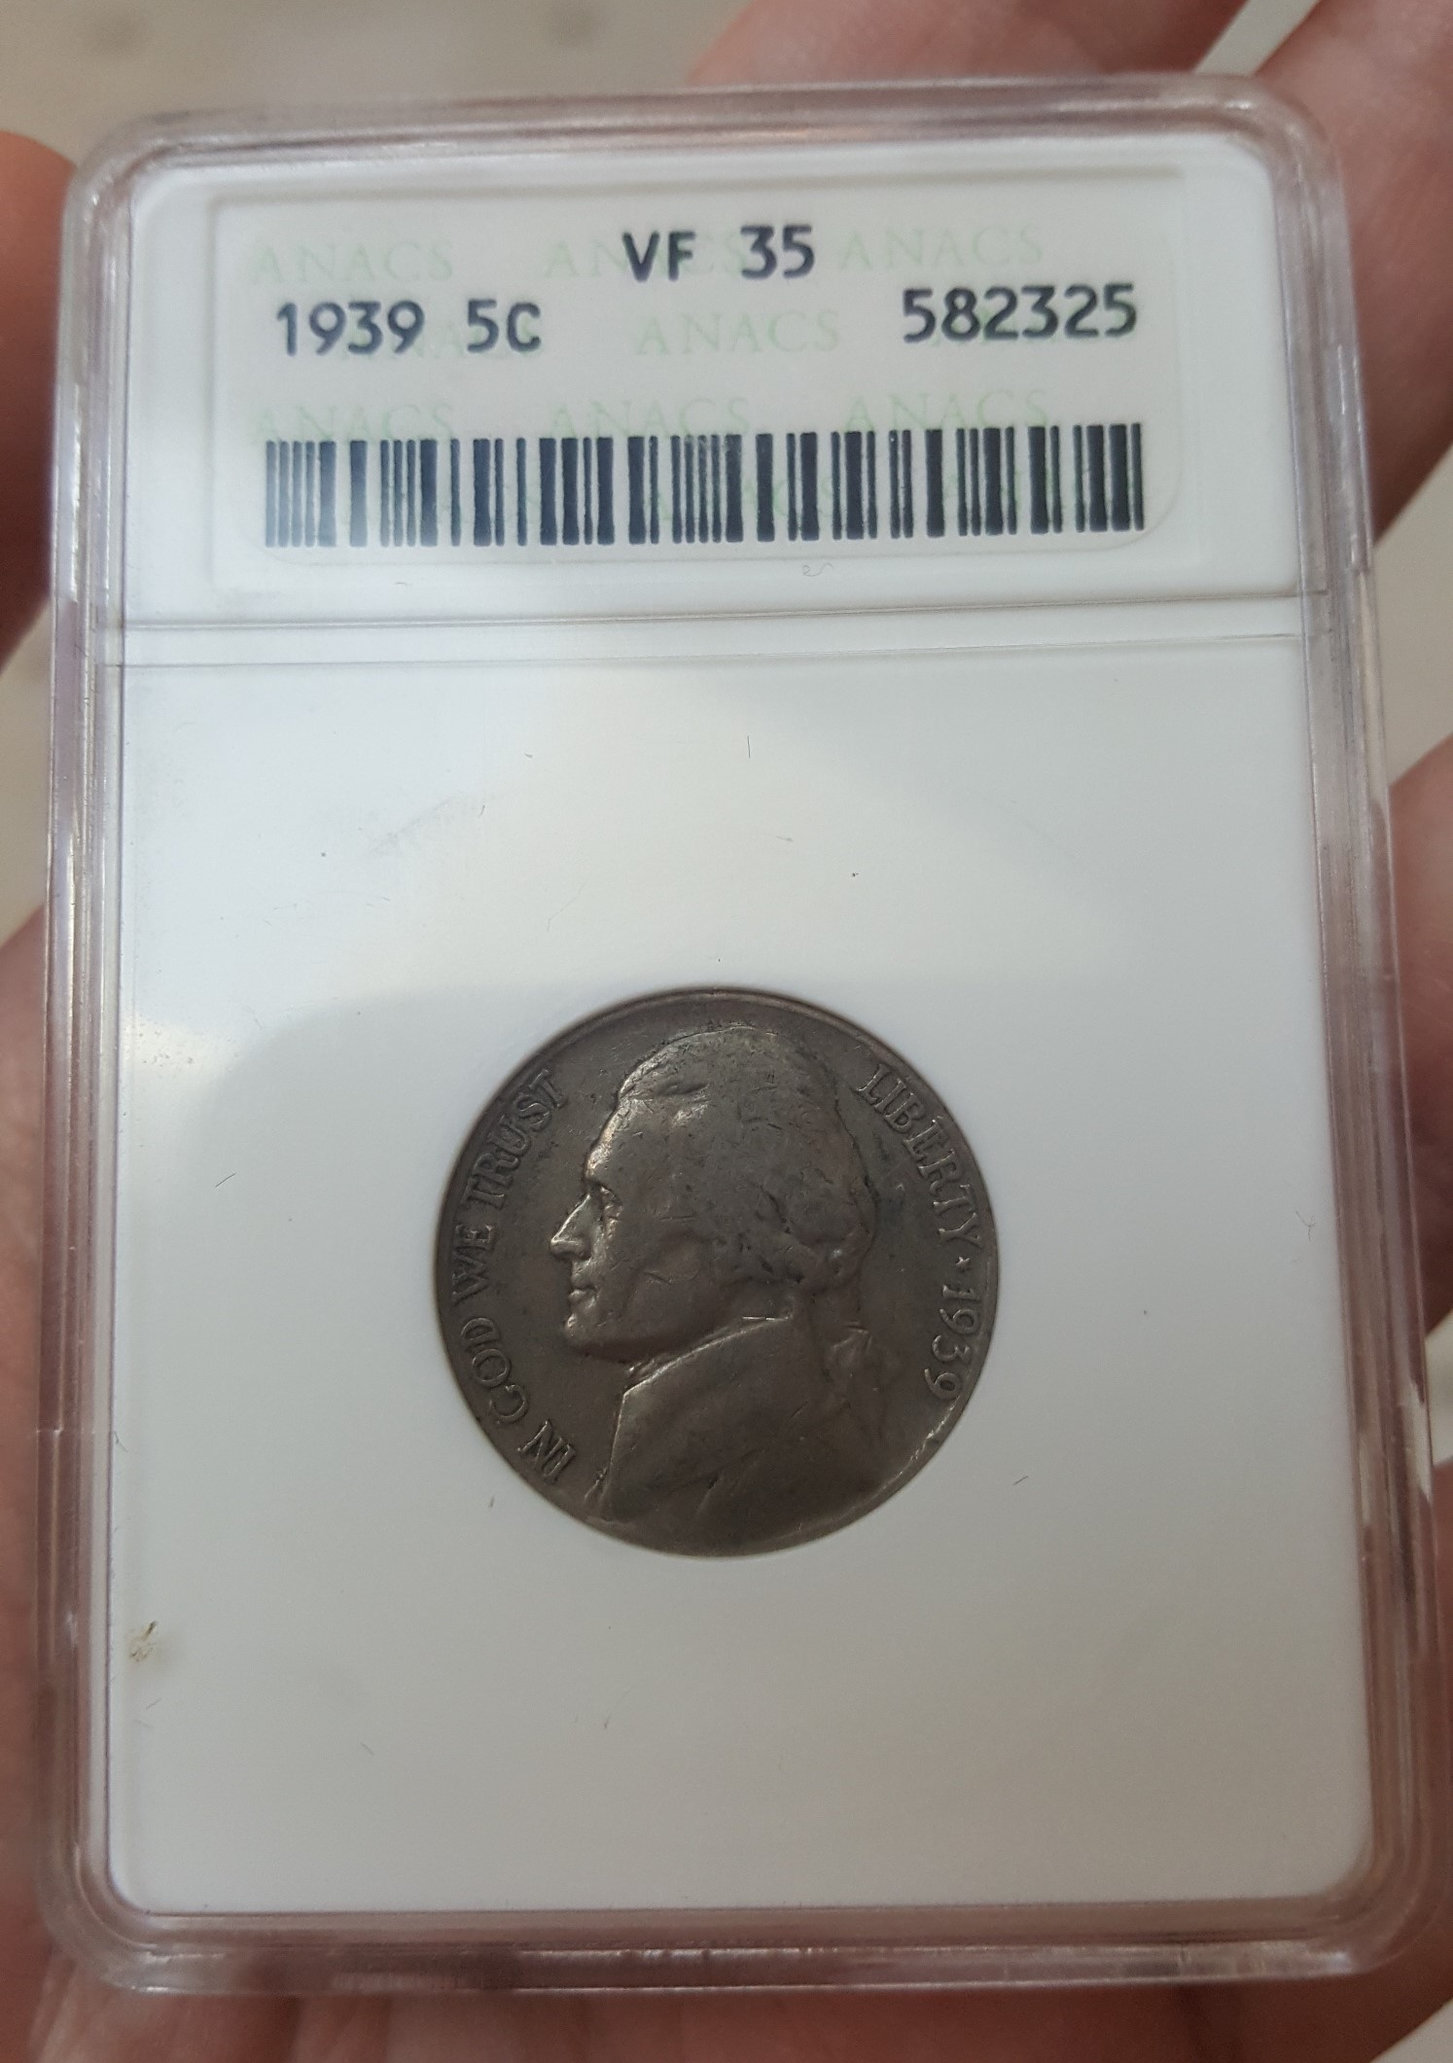 VF 35
1939 5C 582325
ANACS ANACS ANACS
ANACS
ANACS ANACS ANACS
IN GOD WE TRUST
LIBERTY * 1939